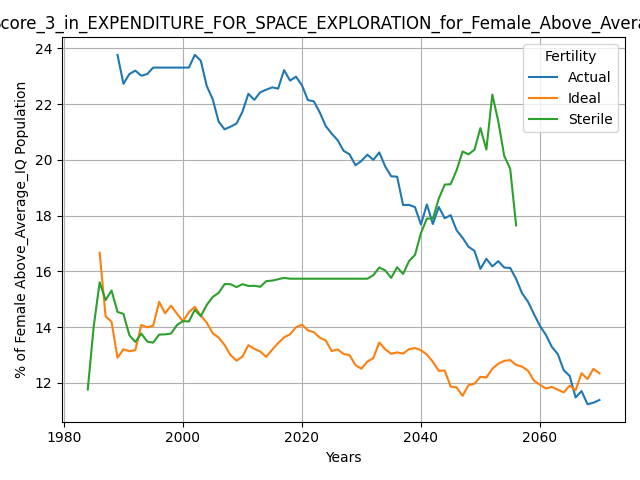 core_3_in_EXPENDITURE_FOR_SPACE_EXPLORATION_for_Female_Above_Avera
Fertility
Actual
Ideal
Sterile
% of Female Above_Average_IQ Population
24
22
20
18
16
14
12
1980
2000
2020
2040
2060
Years